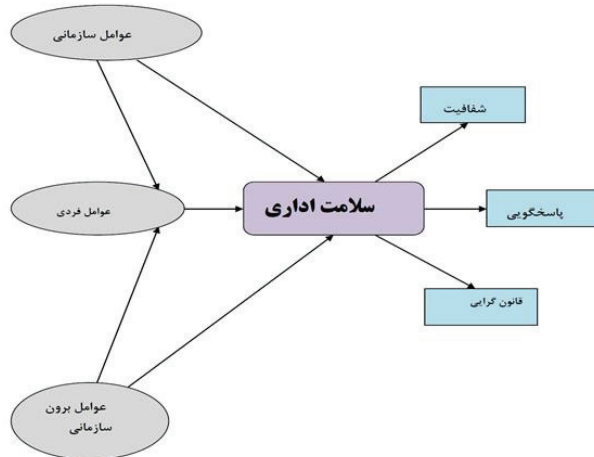 عوامل سازمانی
شفافیت
عوامل فردی
سلامت اداری
پاسخگویی
قانون گرایی
عوامل برون
سازمانی